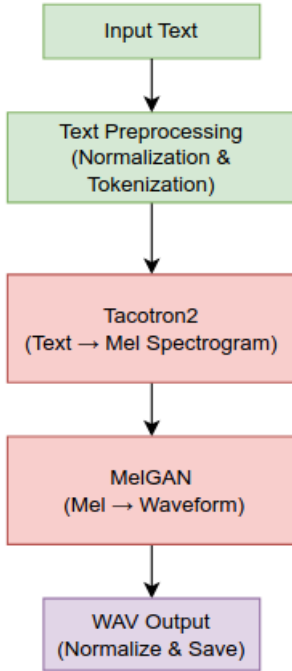 Input Text
Text Preprocessing
(Normalization &
Tokenization)
Tacotron2
(Text → Mel Spectrogram)
MelGAN
(Mel → Waveform)
WAV Output
(Normalize & Save)